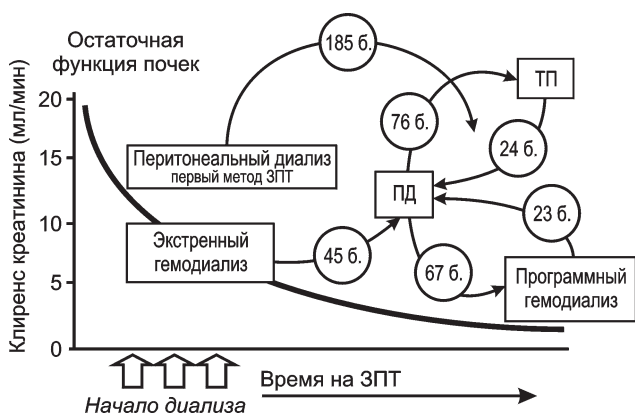 Остаточная
функция почек
Клиренс креатинина (мл/мин)
20
15
10
5
0
185 б.
ТП
76 б.
24 б.
Перитонеальный диализ
первый метод ЗПТ
ПД
23 б.
Экстренный
гемодиализ
45 б.
67 б.
Программный
гемодиализ
Время на ЗПТ
Начало диализа